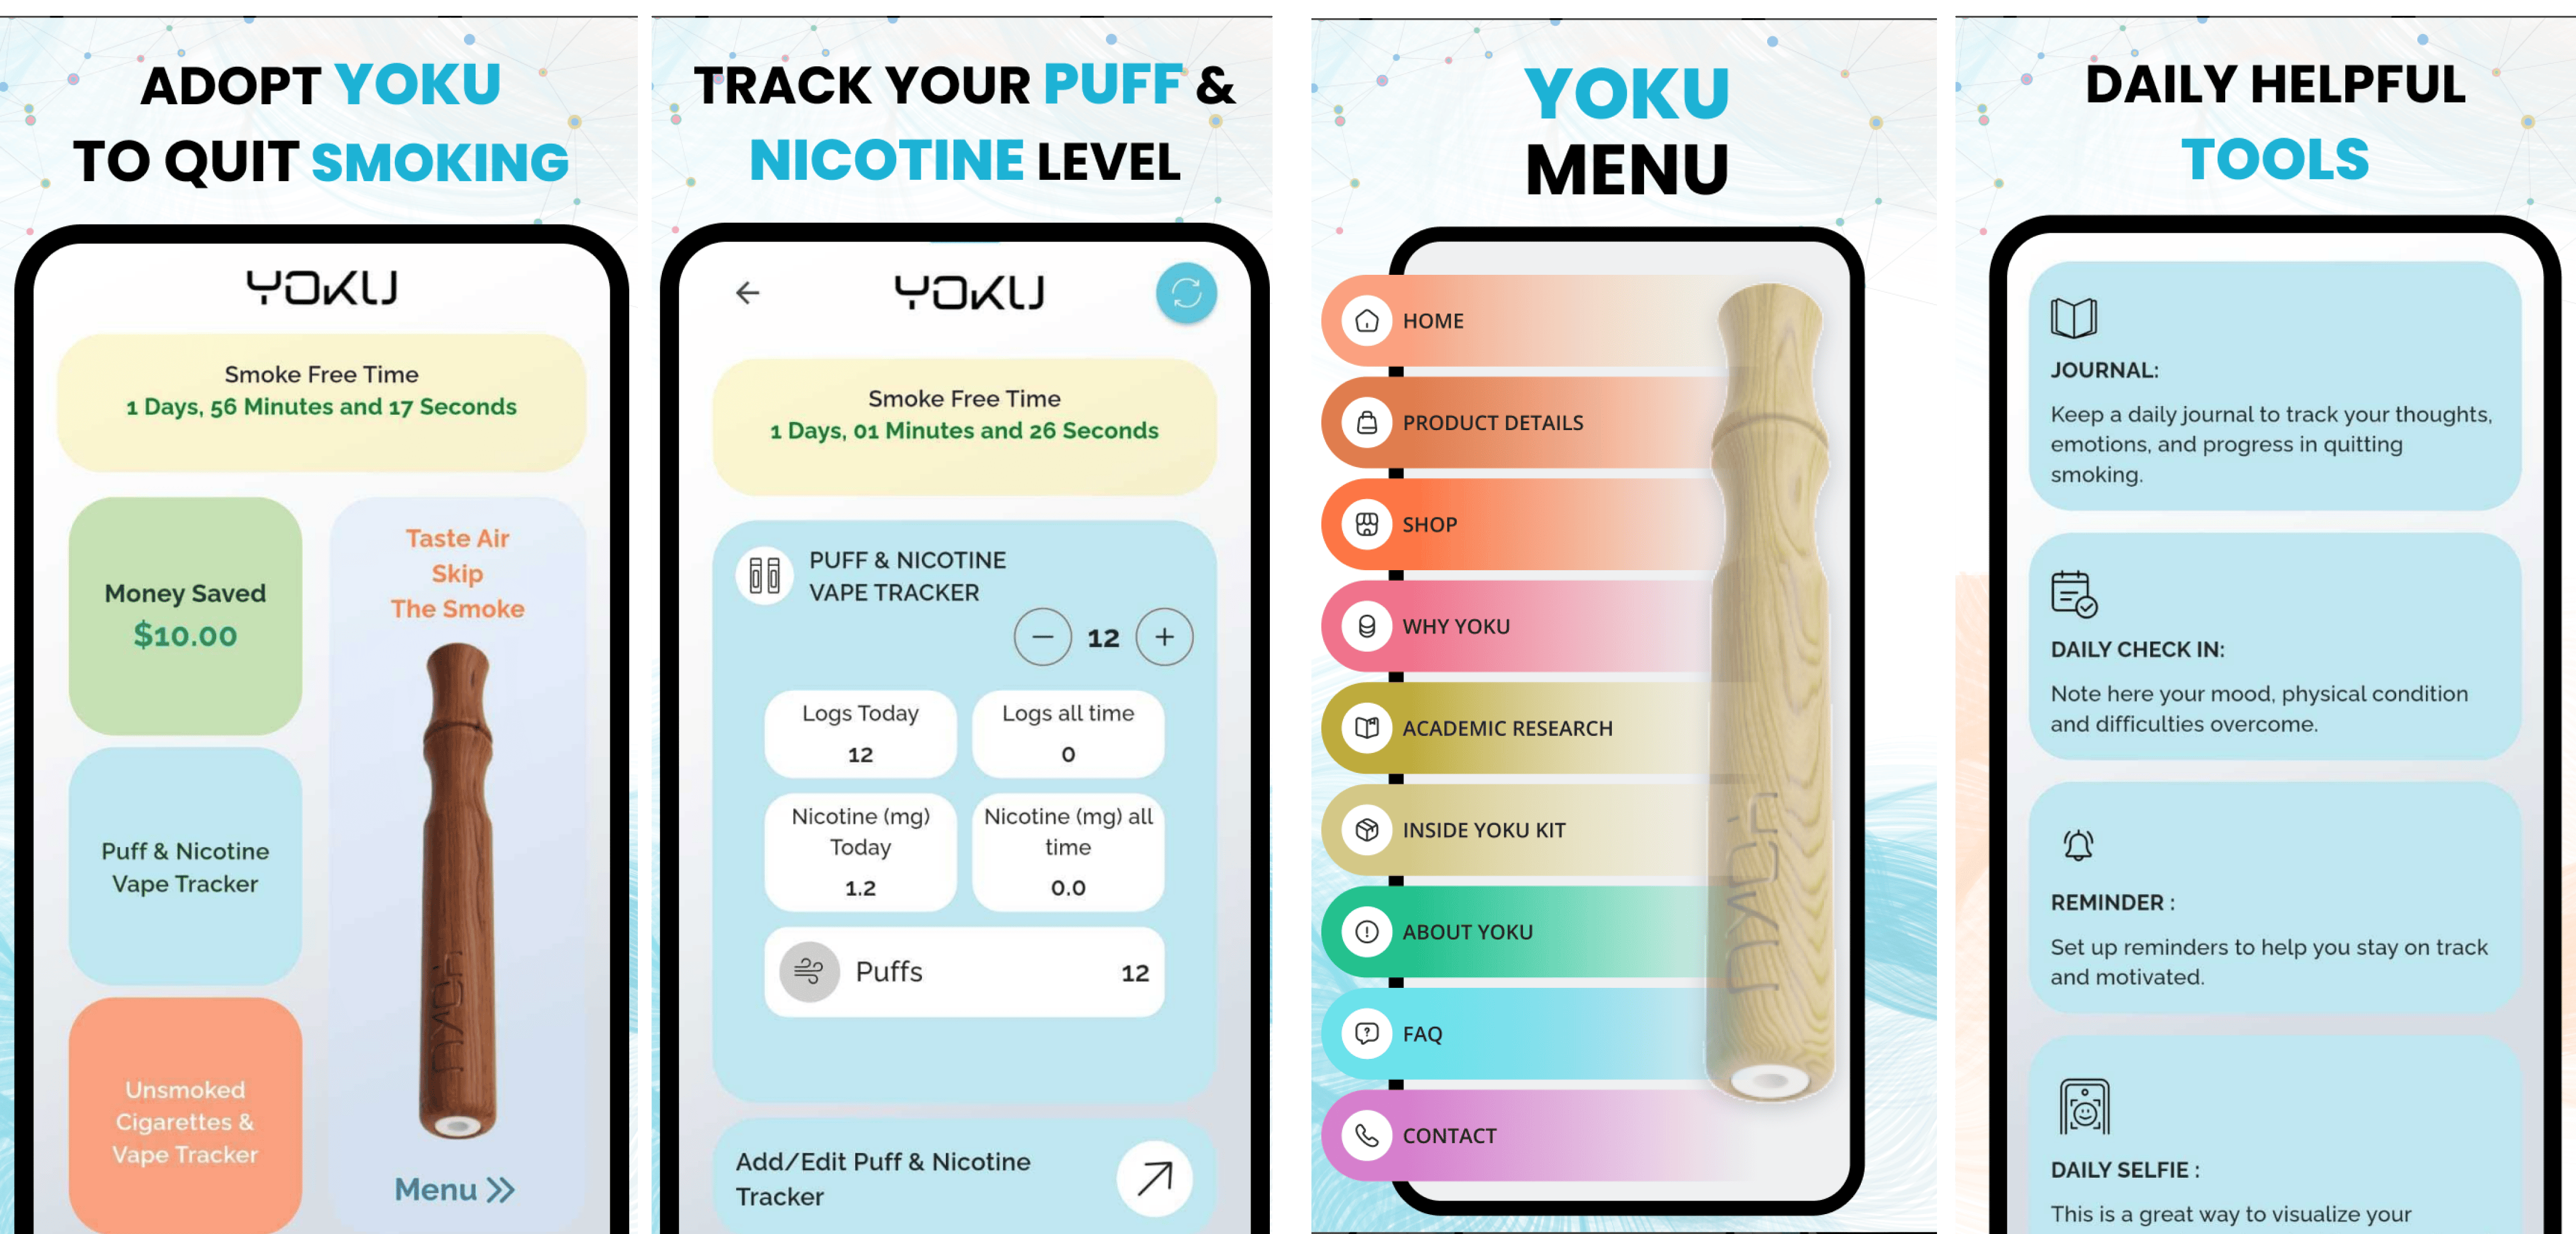 ADOPT YOKU
TO QUIT SMOKING
YOKU
Smoke Free Time
1 Days, 56 Minutes and 17 Seconds
Money Saved
$10.00
Puff & Nicotine
Vape Tracker
Unsmoked
Cigarettes &
Vape Tracker
Taste Air
Skip
The Smoke
YOKU
Menu
TRACK YOUR PUFF &
NICOTINE LEVEL
YOKU
Smoke Free Time
1 Days, 01 Minutes and 26 Seconds
PUFF & NICOTINE
VAPE TRACKER
12
Logs Today
12
Logs all time
0
Nicotine (mg)
Today
1.2
Nicotine (mg) all
time
0.0
Puffs
12
Add/Edit Puff & Nicotine
Tracker
YOKU
MENU
HOME
PRODUCT DETAILS
SHOP
WHY YOKU
ACADEMIC RESEARCH
INSIDE YOKU KIT
ABOUT YOKU
FAQ
CONTACT
YOKU
DAILY HELPFUL
TOOLS
JOURNAL:
Keep a daily journal to track your thoughts,
emotions, and progress in quitting
smoking.
DAILY CHECK IN:
Note here your mood, physical condition
and difficulties overcome.
REMINDER :
Set up reminders to help you stay on track
and motivated.
DAILY SELFIE :
This is a great way to visualize your